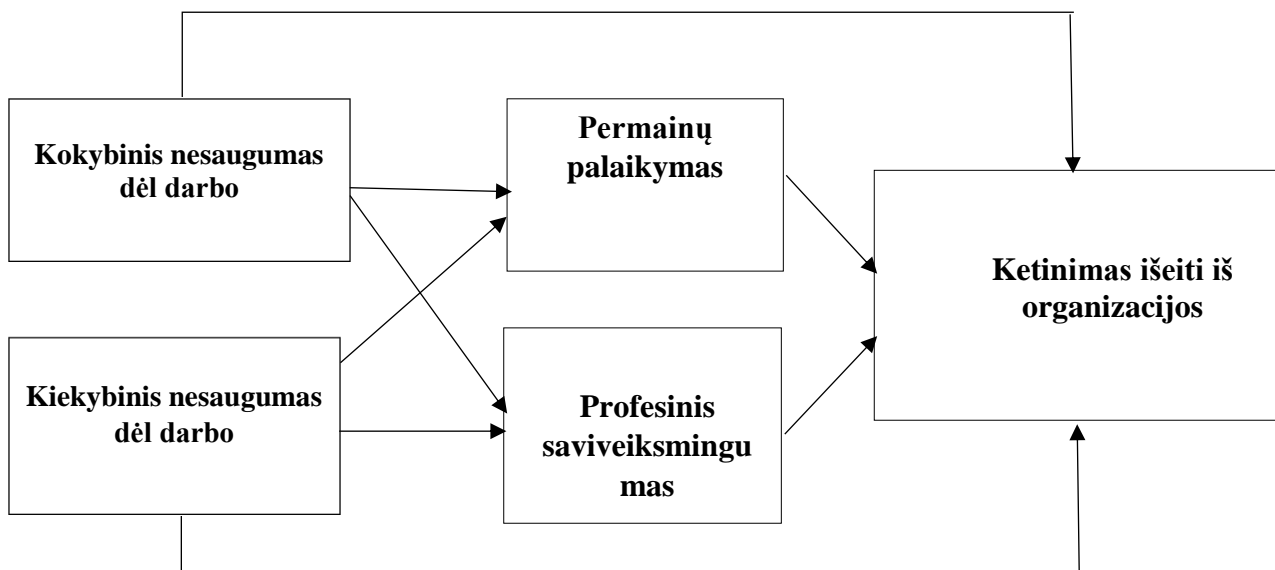 Kokybinis nesaugumas
dėl darbo
Kiekybinis nesaugumas
dėl darbo
Permainų
palaikymas
Profesinis
saviveiksmingu
mas
Ketinimas išeiti iš
organizacijos